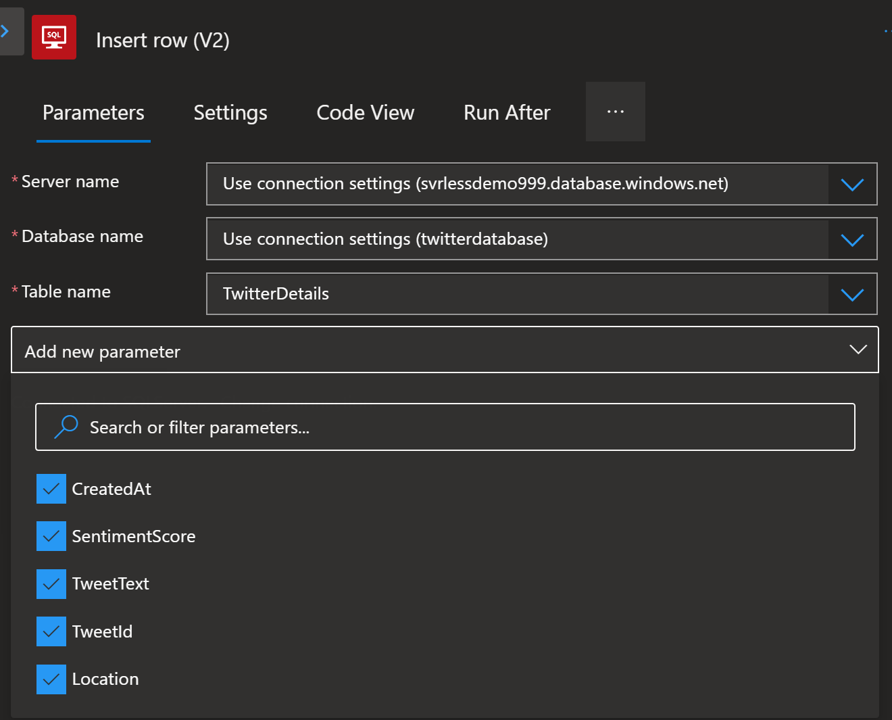 SQL
Insert row (V2)
Parameters Settings Code View Run After ...
* Server name Use connection settings (svrlessdemo999.database.windows.net)
* Database name Use connection settings (twitterdatabase)
* Table name TwitterDetails
Add new parameter
Search or filter parameters...
CreatedAt
SentimentScore
TweetText
TweetId
Location